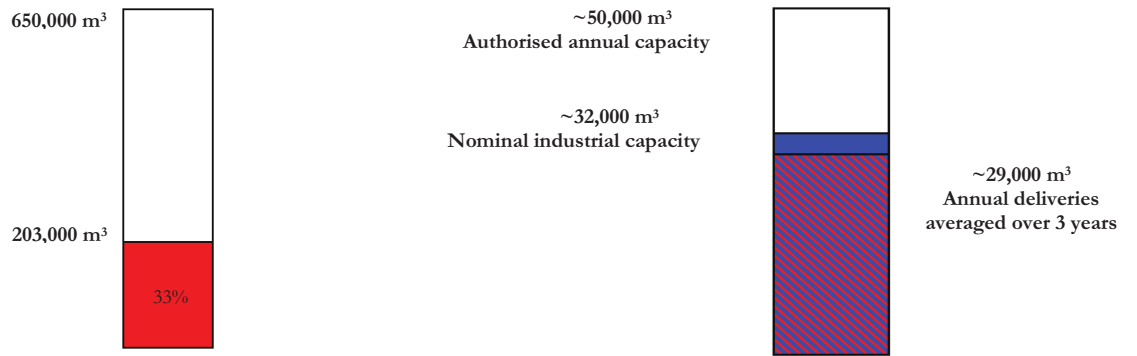 650,000 m³
203,000 m³
33%
~50,000 m³
Authorised annual capacity
~32,000 m³
Nominal industrial capacity
~29,000 m³
Annual deliveries
averaged over 3 years